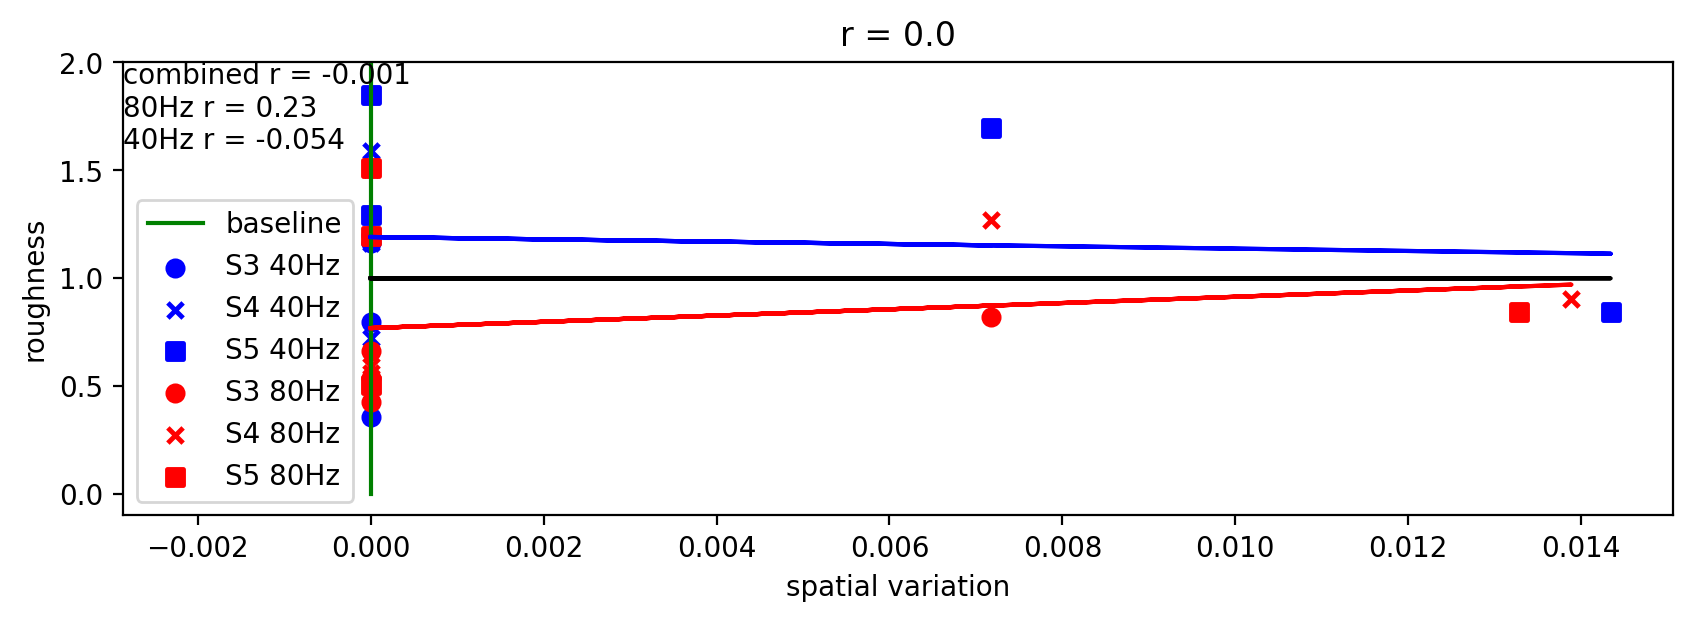 r = 0.0
combined r = -0.001
80Hz r = 0.23
40Hz r = -0.054
2.0
1.5
1.0
0.5
0.0
roughness
baseline
S3 40Hz
S4 40Hz
S5 40Hz
S3 80Hz
S4 80Hz
S5 80Hz
−0.002 0.000 0.002 0.004 0.006 0.008 0.010 0.012 0.014
spatial variation